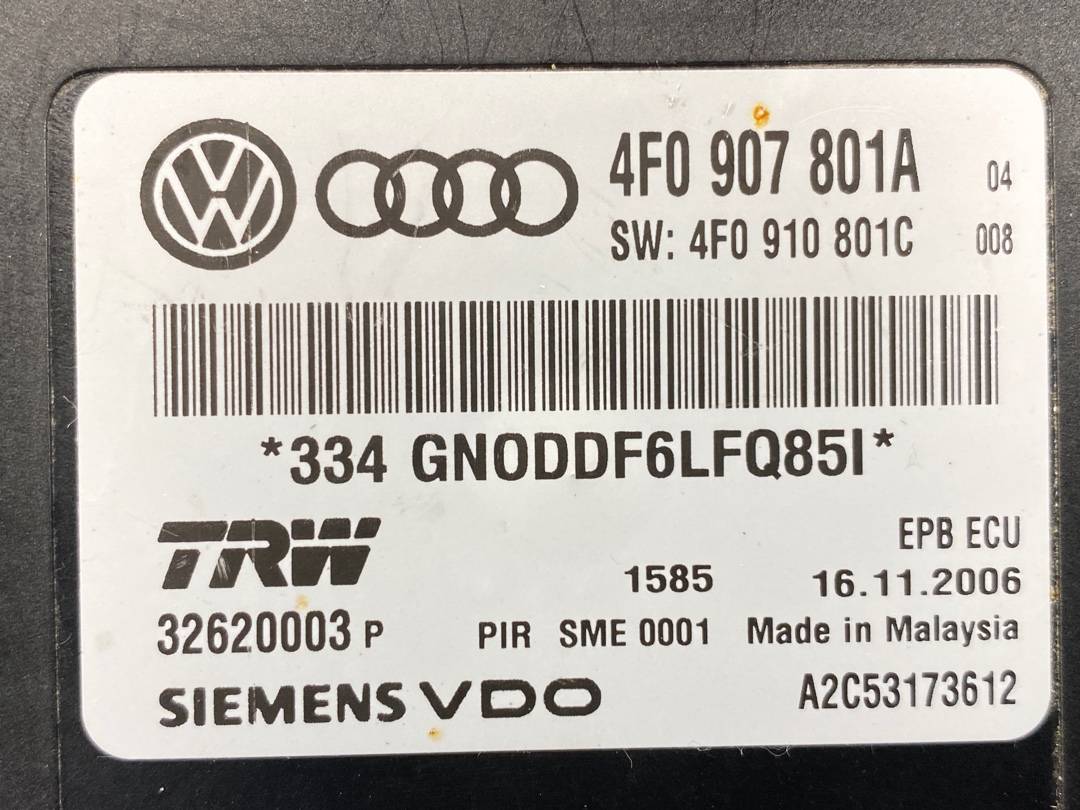 4F0 907 801A 04
SW: 4F0 910 801C 008
*334 GNODDF6LFQ85I*
TRW EPB ECU
1585 16.11.2006
32620003 P PIR SME 0001 Made in Malaysia
SIEMENS VDO A2C53173612